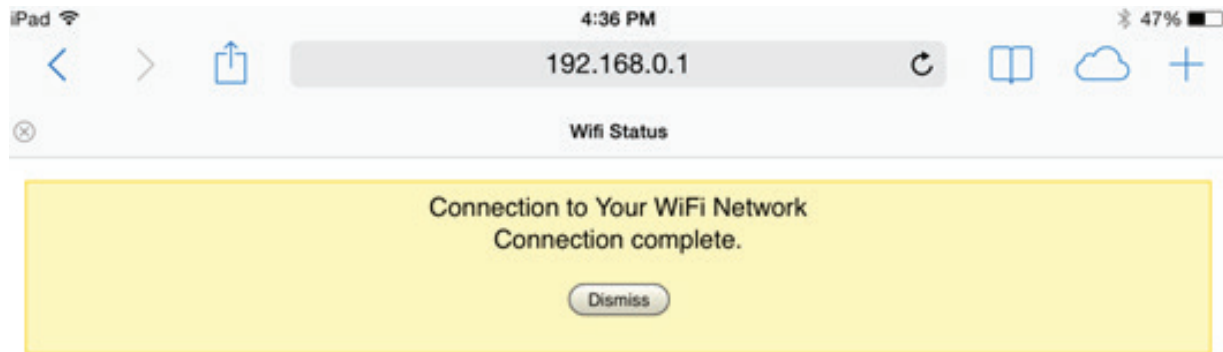 iPad 4:36 PM 47%
192.168.0.1
Wifi Status
Connection to Your WiFi Network
Connection complete.
Dismiss